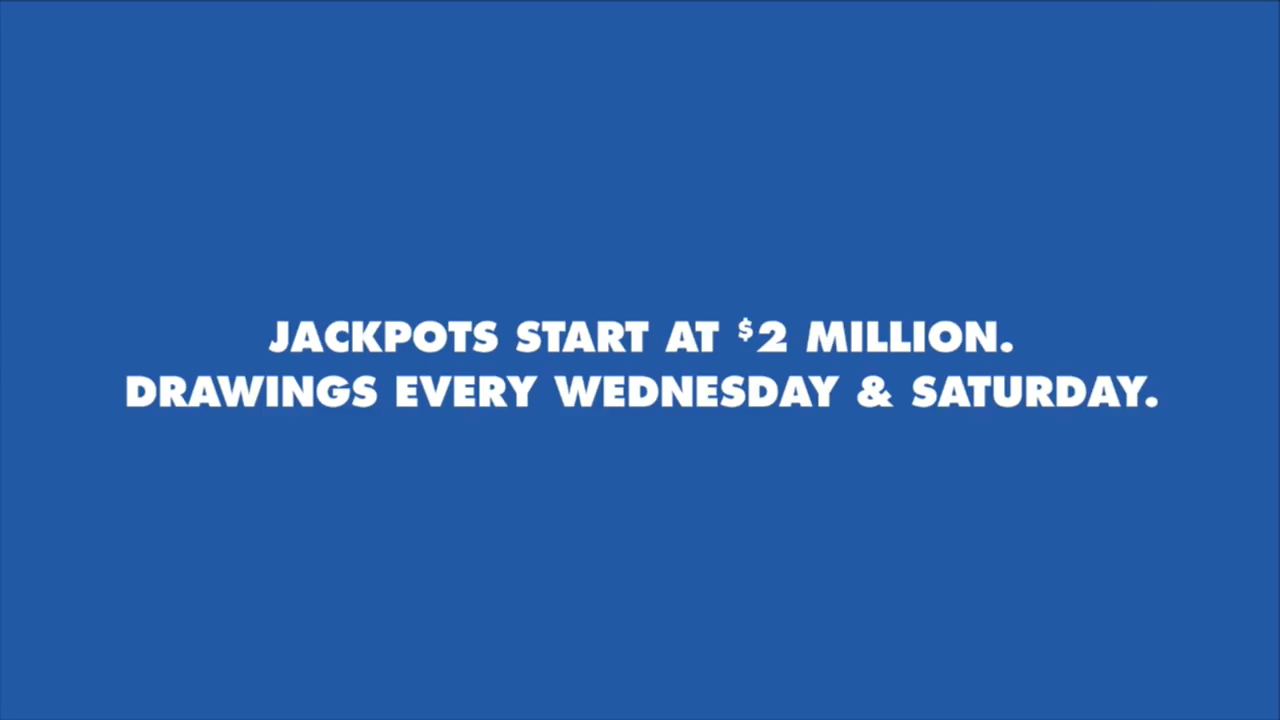 JACKPOTS START AT $2 MILLION.
DRAWINGS EVERY WEDNESDAY & SATURDAY.